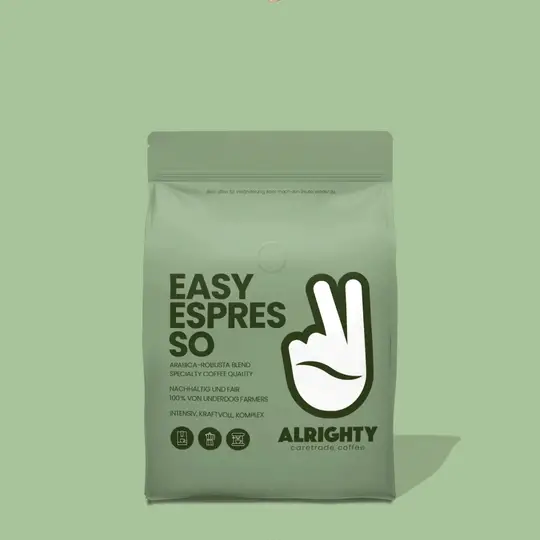 EASY
ESPRES
SO
ARABICA-ROBUSTA BLEND
SPECIALTY COFFEE QUALITY
NACHHALTIG UND FAIR
100% VON UNDERDOG FARMERS
INTENSIV, KRAFTVOLL, KOMPLEX
ALRIGHTY
caretrade coffee